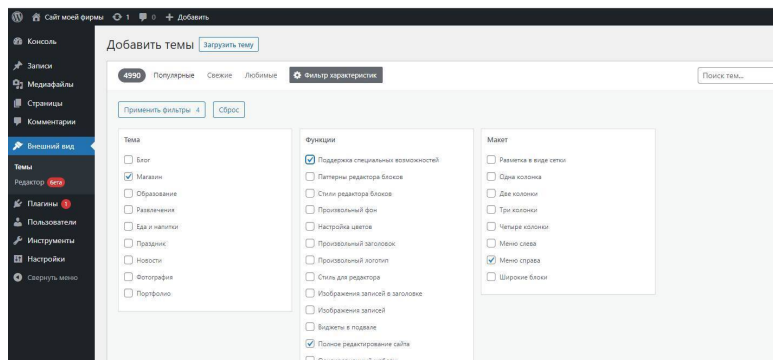 Сайт моей фирмы 1 0 Добавить
Консоль
Записи
Медиафайлы
Страницы
Комментарии
Внешний вид
Темы
Редактор бета
Плагины 1
Пользователи
Инструменты
Настройки
Свернуть меню
Добавить темы Загрузить тему
4990 Популярные Свежие Любимые Фильтр характеристик Поиск тем...
Применить фильтры 4 Сброс
Тема
Блог
Магазин
Образование
Развлечения
Еда и напитки
Праздник
Новости
Фотография
Портфолио
Функции
Поддержка специальных возможностей
Паттерны редактора блоков
Стили редактора блоков
Произвольный фон
Настройка цветов
Произвольный заголовок
Произвольный логотип
Стиль для редактора
Изображения записей в заголовке
Изображения записей
Виджеты в подвале
Полное редактирование сайта
Макет
Разметка в виде сетки
Одна колонка
Две колонки
Три колонки
Четыре колонки
Меню слева
Меню справа
Широкие блоки